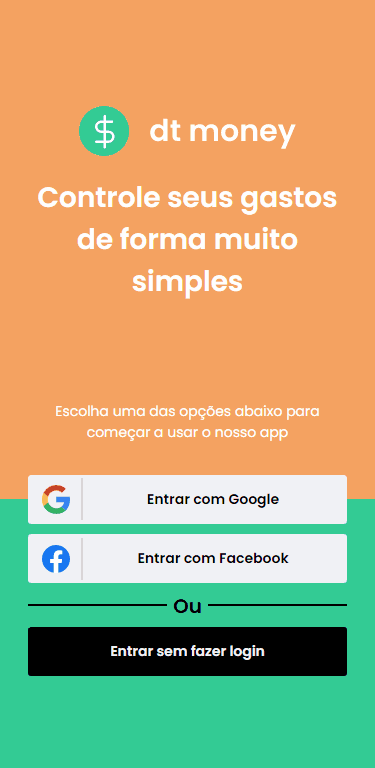 dt money
Controle seus gastos
de forma muito
simples
Escolha uma das opções abaixo para
começar a usar o nosso app
Entrar com Google
Entrar com Facebook
Ou
Entrar sem fazer login